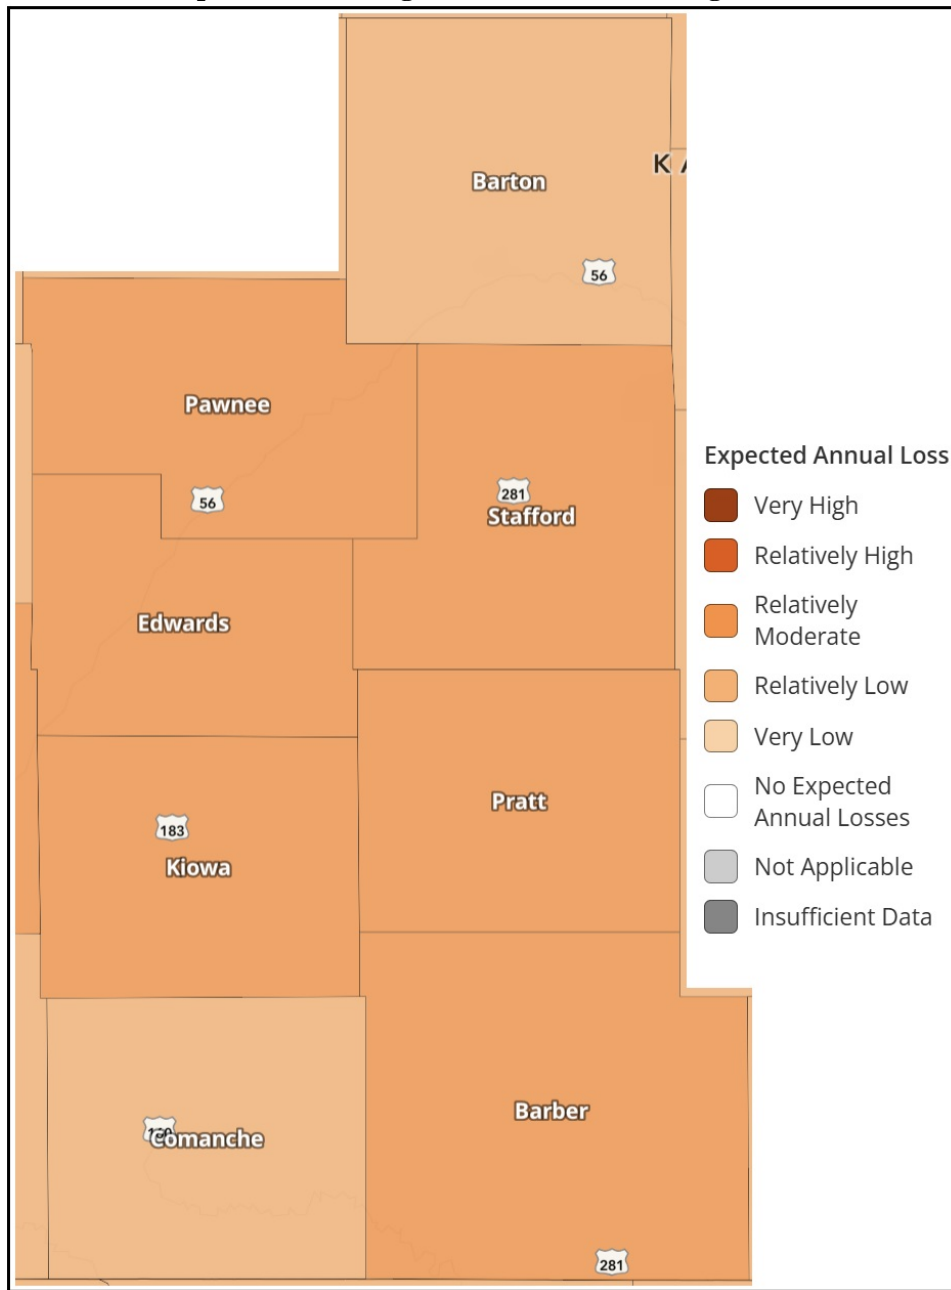 K A
Barton
56
Pawnee
56
281
Stafford
Edwards
Pratt
183
Kiowa
Barber
Comanche
281
Expected Annual Loss
Very High
Relatively High
Relatively
Moderate
Relatively Low
Very Low
No Expected
Annual Losses
Not Applicable
Insufficient Data